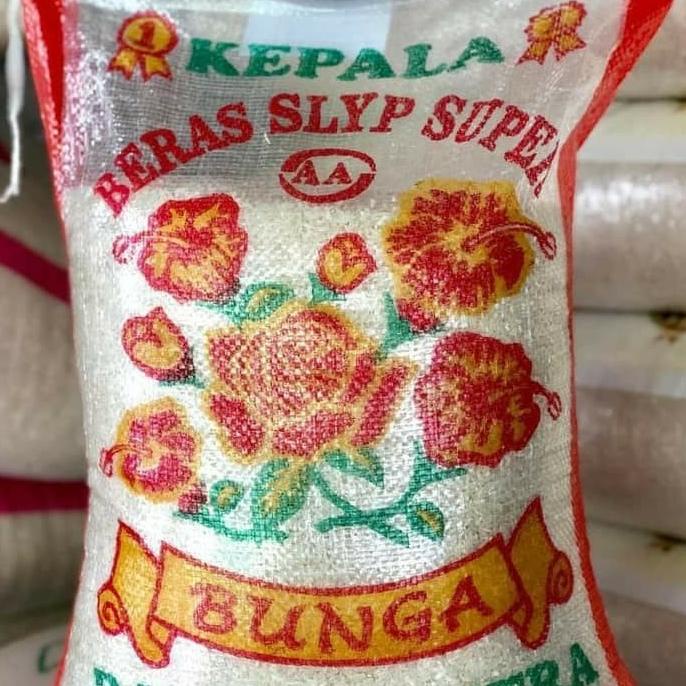 1 KEPALA
BERAS SLYP SUPER
AA
BUNGA